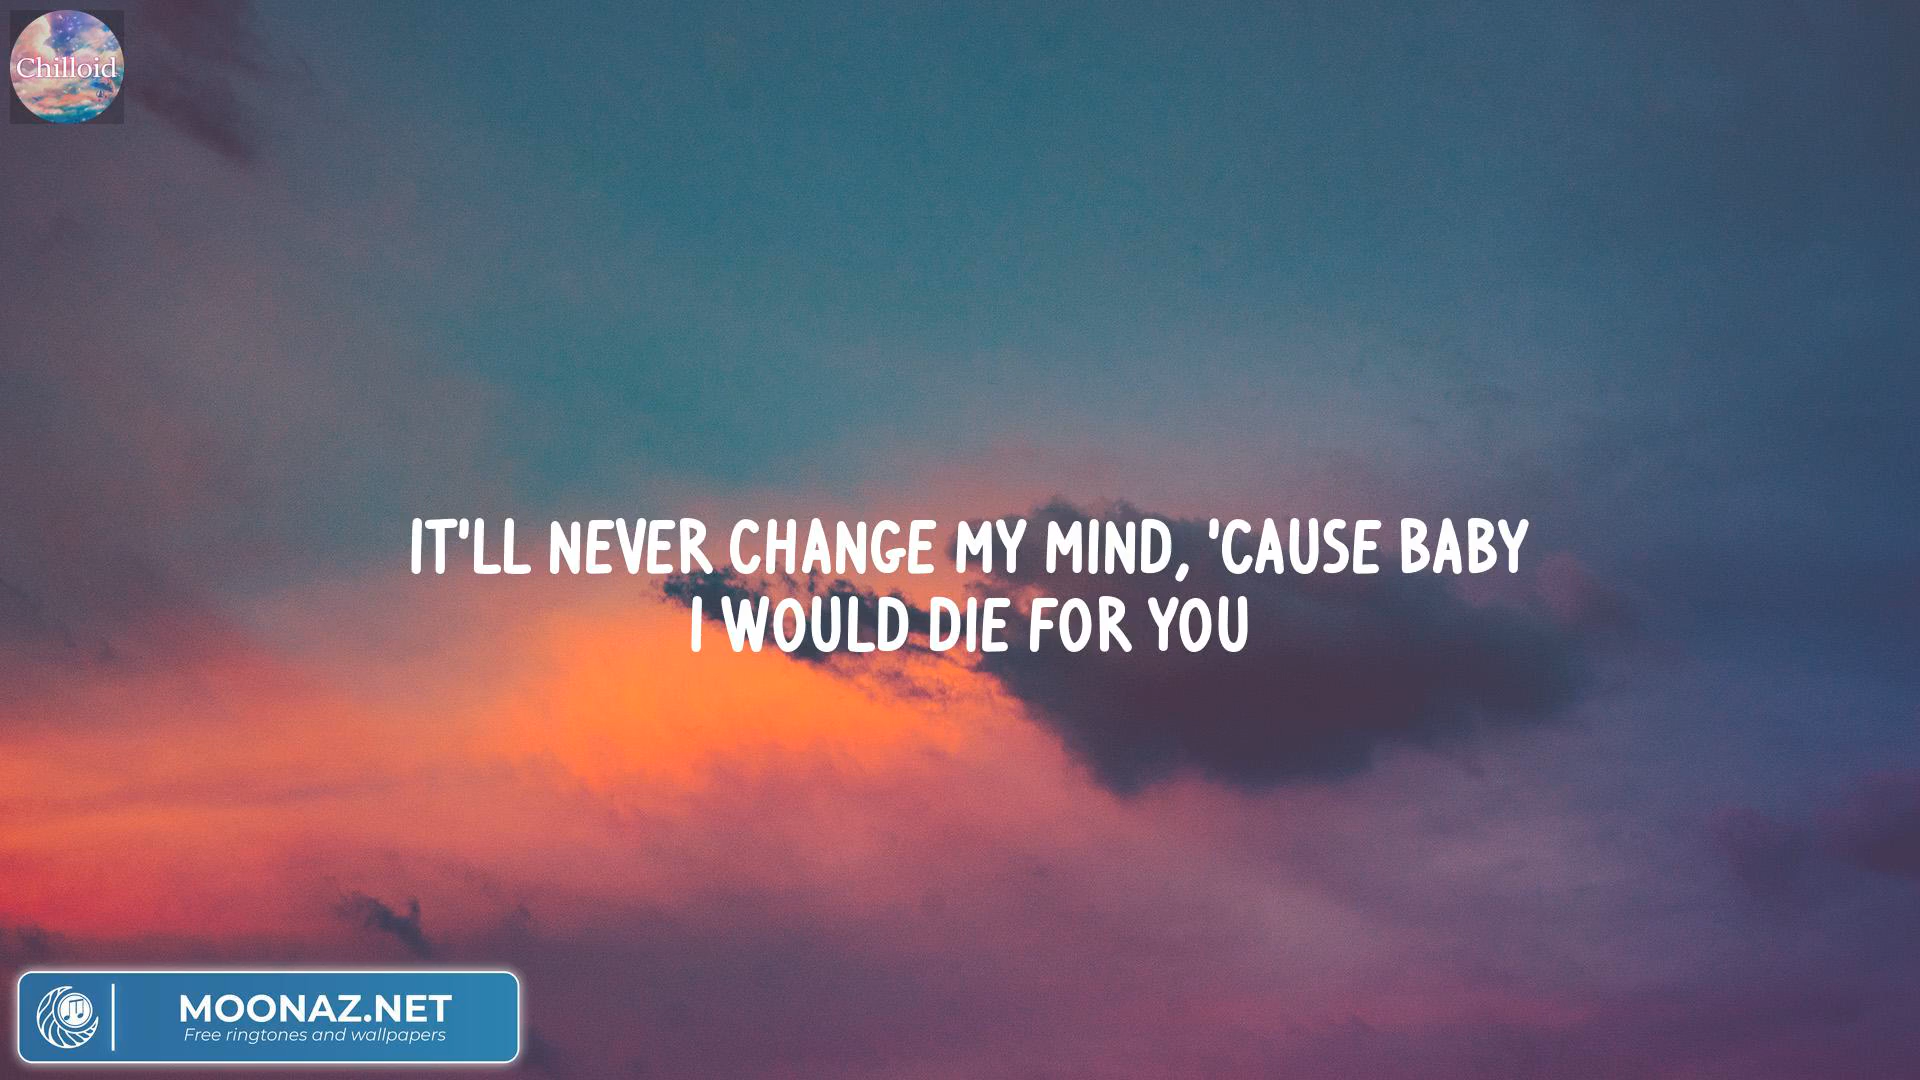 Chilloid
IT'LL NEVER CHANGE MY MIND, 'CAUSE BABY
I WOULD DIE FOR YOU
MOONAZ.NET
Free ringtones and wallpapers